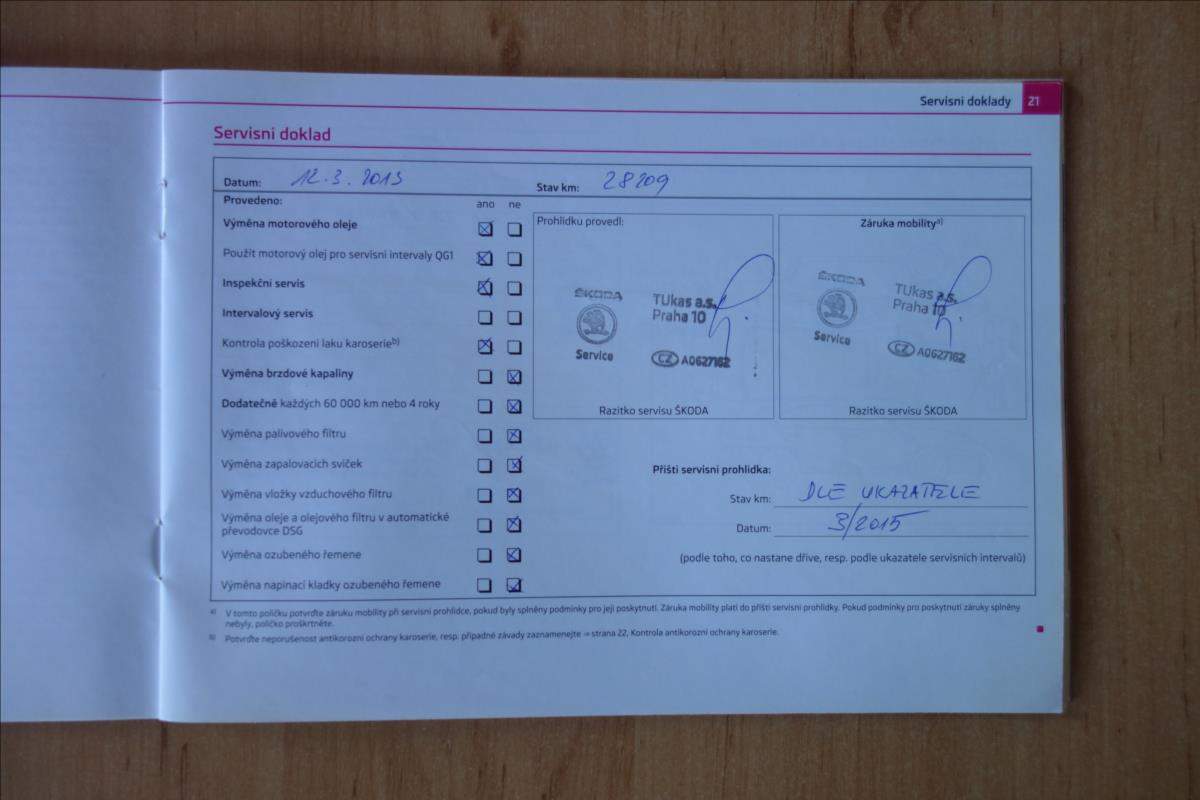 Servisni doklady 21
Servisni doklad
Datum: 12.3.2013 Stav km: 28209
Provedeno: ano ne
Výměna motorového oleje
Použit motorový olej pro servisní intervaly QG1
Inspekční servis
Intervalový servis
Kontrola poškození laku karoserieb)
Výměna brzdové kapaliny
Dodatečně každých 60 000 km nebo 4 roky
Výměna palivového filtru
Výměna zapalovacích svíček
Výměna vložky vzduchového filtru
Výměna oleje a olejového filtru v automatické
převodovce DSG
Výměna ozubeného řemene
Výměna napínací kladky ozubeného řemene
Prohlídku provedl:
ŠKODA
TUkas a.s.
Praha 10
Service
CZ A0627162
Razítko servisu ŠKODA
Záruka mobilitya)
ŠKODA
TUkas a.s.
Praha 10
Service
CZ A0627162
Razítko servisu ŠKODA
Příští servisní prohlídka:
Stav km: DLE UKAZATELE
Datum: 3/2015
(podle toho, co nastane dříve, resp. podle ukazatele servisních intervalů)
a) V tomto políčku potvrďte záruku mobility při servisní prohlídce, pokud byly splněny podmínky pro její poskytnutí. Záruka mobility platí do příští servisní prohlídky. Pokud podmínky pro poskytnutí záruky splněny
nebyly, políčko proškrtněte.
b) Potvrďte neporušenost antikorozní ochrany karoserie, resp. případné závady zaznamenejte ⇒ strana 22, Kontrola antikorozní ochrany karoserie.